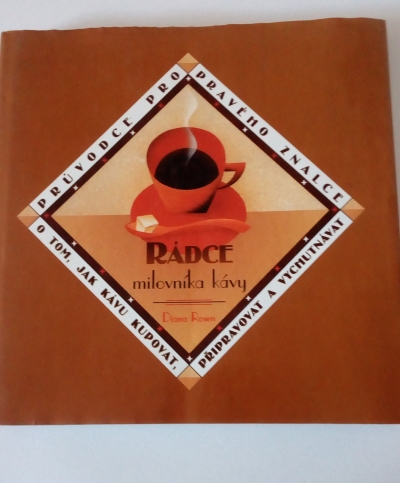 PRŮVODCE PRO
PRAVÉHO ZNALCE
O TOM, JAK KÁVU KUPOVAT,
PŘIPRAVOVAT A VYCHUTNÁVAT
RÁDCE
milovníka kávy
Diana Rosen